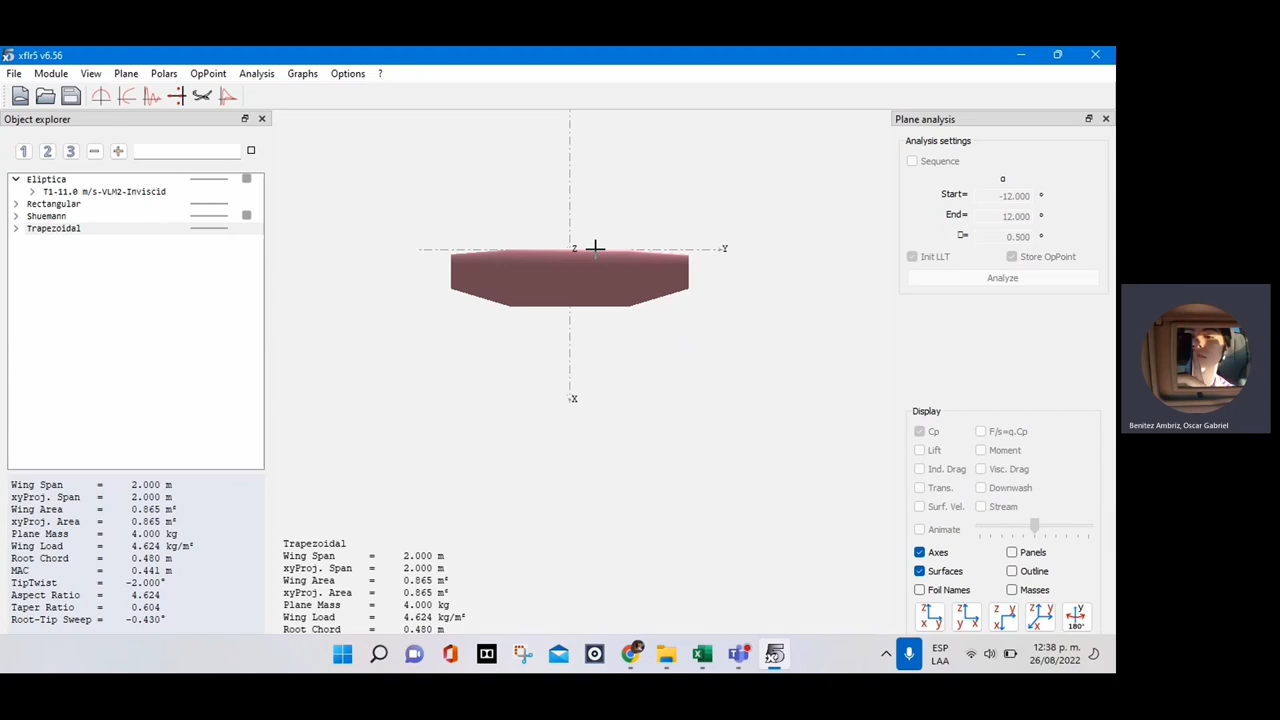 xflr5 v6.56
File Module View Plane Polars OpPoint Analysis Graphs Options ?
Object explorer
1 2 3
Eliptica
T1-11.0 m/s-VLM2-Inviscid
Rectangular
Shuemann
Trapezoidal
Wing Span = 2.000 m
xyProj. Span = 2.000 m
Wing Area = 0.865 m²
xyProj. Area = 0.865 m²
Plane Mass = 4.000 kg
Wing Load = 4.624 kg/m²
Root Chord = 0.480 m
MAC = 0.441 m
TipTwist = -2.000°
Aspect Ratio = 4.624
Taper Ratio = 0.604
Root-Tip Sweep = -0.430°
Z
Y
X
Trapezoidal
Wing Span = 2.000 m
xyProj. Span = 2.000 m
Wing Area = 0.865 m²
xyProj. Area = 0.865 m²
Plane Mass = 4.000 kg
Wing Load = 4.624 kg/m²
Root Chord = 0.480 m
Plane analysis
Analysis settings
Sequence
α
Start= -12.000 °
End= 12.000 °
□= 0.500 °
Init LLT Store OpPoint
Analyze
Display
Cp F/s=q.Cp
Lift Moment
Ind. Drag Visc. Drag
Trans. Downwash
Surf. Vel. Stream
Animate
Axes Panels
Surfaces Outline
Foil Names Masses
z x y
z x y
z y x
z y x
y 180°
Benitez Ambriz, Oscar Gabriel
ESP
LAA
12:38 p. m.
26/08/2022